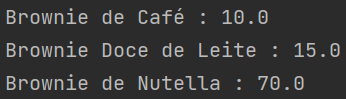 Brownie de Café : 10.0
Brownie Doce de Leite : 15.0
Brownie de Nutella : 70.0